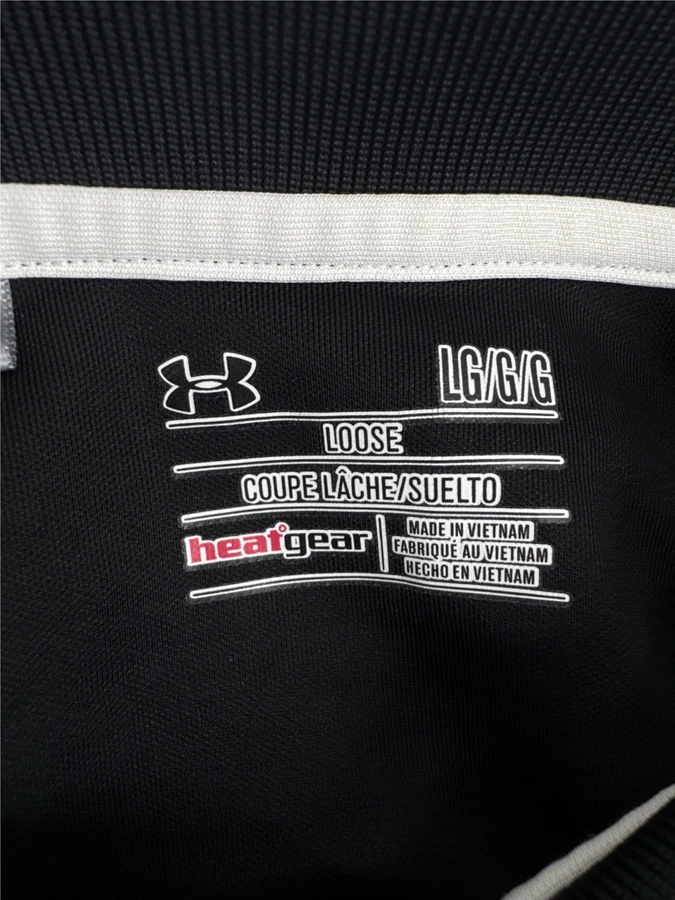 LG/G/G
LOOSE
COUPE LÂCHE/SUELTO
heatgear
MADE IN VIETNAM
FABRIQUÉ AU VIETNAM
HECHO EN VIETNAM